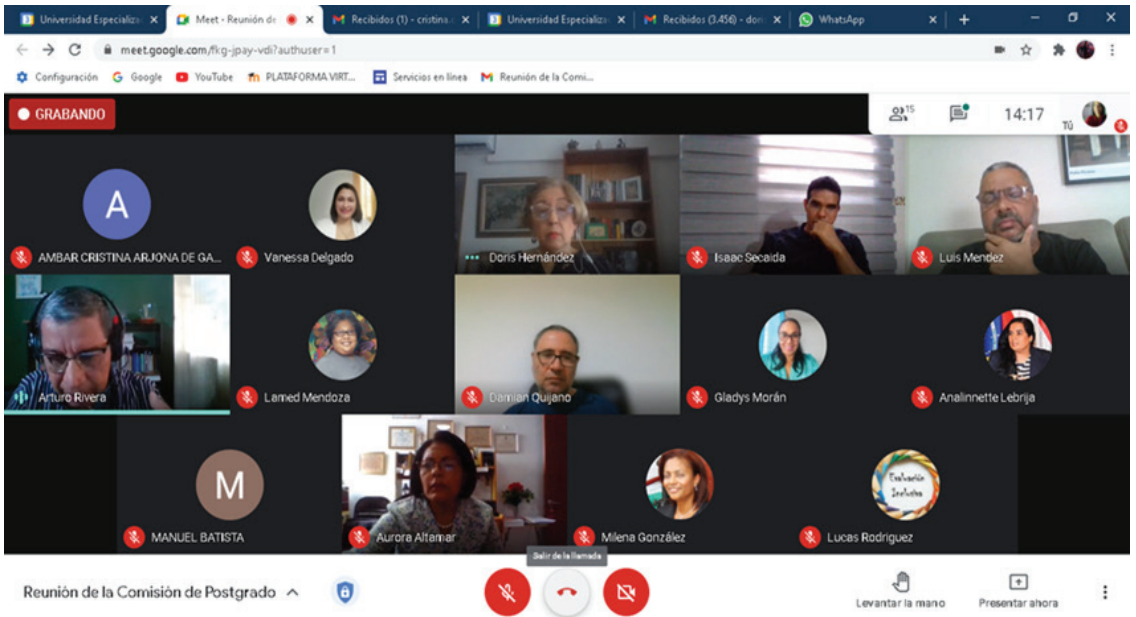 Universidad Especializ
Meet - Reunión de
Recibidos (1) - cristina.c
Universidad Especializ
Recibidos (3.456) - dori
WhatsApp
meet.google.com/fkg-jpay-vdi?authuser=1
Configuración
Google
YouTube
PLATAFORMA VIRT...
Servicios en línea
Reunión de la Comi...
GRABANDO
15
14:17
Tú
A
AMBAR CRISTINA ARJONA DE GA...
Vanessa Delgado
Doris Hernández
Isaac Secaida
Luis Mendez
Arturo Rivera
Lamed Mendoza
Damian Quijano
Gladys Morán
Analinnette Lebrija
M
Evaluación
Inclusiva
MANUEL BATISTA
Aurora Altamar
Milena González
Lucas Rodriguez
Salir de la llamada
Reunión de la Comisión de Postgrado
Levantar la mano
Presentar ahora